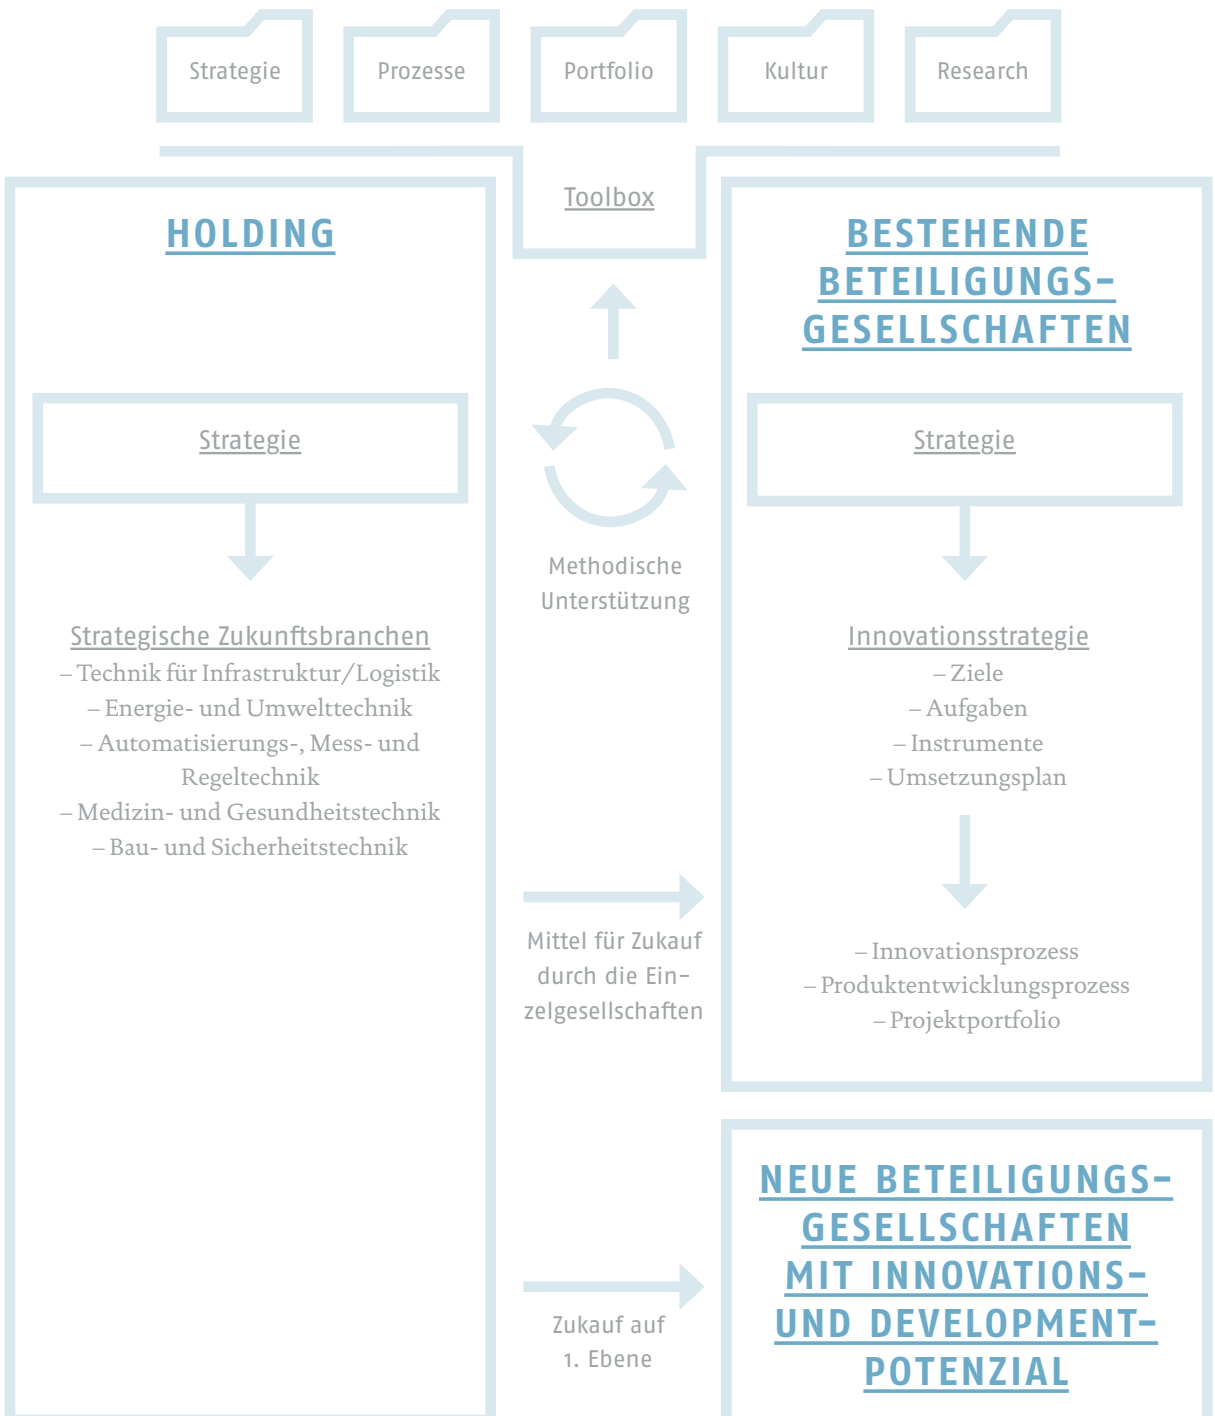 Strategie
Prozesse
Portfolio
Kultur
Research
Toolbox
HOLDING
Strategie
Strategische Zukunftsbranchen
– Technik für Infrastruktur/Logistik
– Energie- und Umwelttechnik
– Automatisierungs-, Mess- und
Regeltechnik
– Medizin- und Gesundheitstechnik
– Bau- und Sicherheitstechnik
Methodische
Unterstützung
Mittel für Zukauf
durch die Ein-
zelgesellschaften
Zukauf auf
1. Ebene
BESTEHENDE
BETEILIGUNGS-
GESELLSCHAFTEN
Strategie
Innovationsstrategie
– Ziele
– Aufgaben
– Instrumente
– Umsetzungsplan
– Innovationsprozess
– Produktentwicklungsprozess
– Projektportfolio
NEUE BETEILIGUNGS-
GESELLSCHAFTEN
MIT INNOVATIONS-
UND DEVELOPMENT-
POTENZIAL